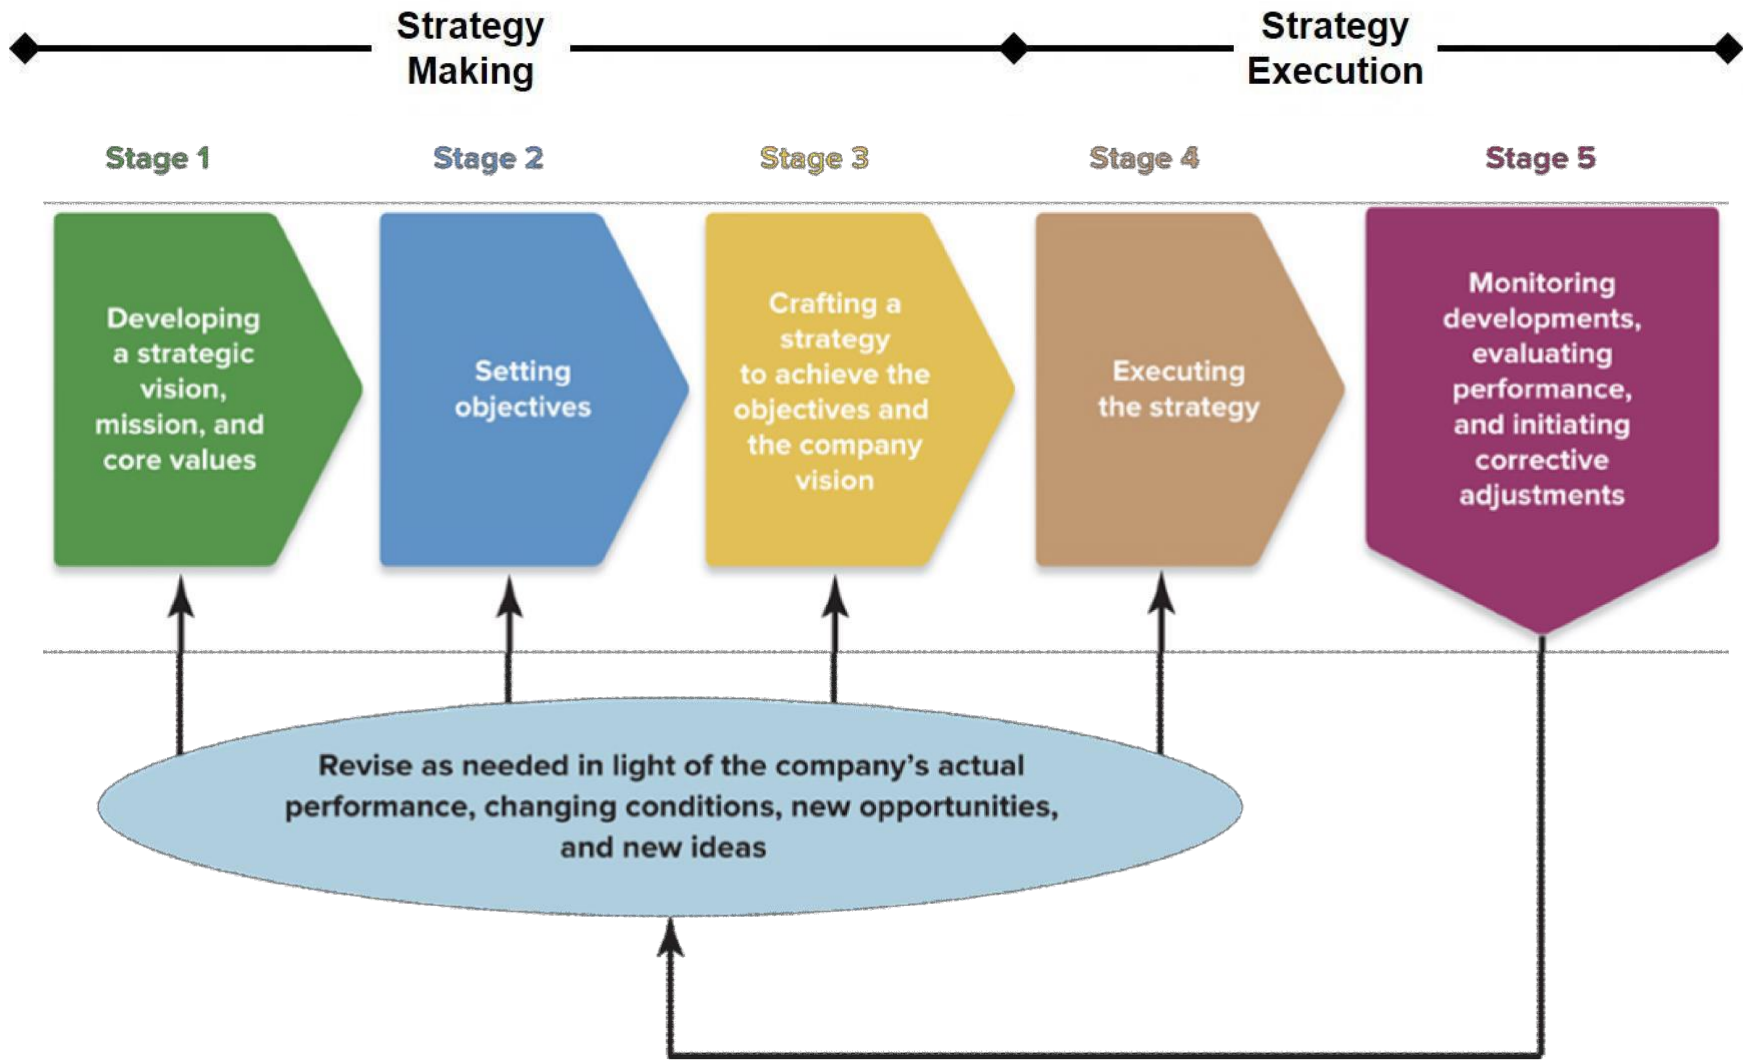 Strategy
Making
Strategy
Execution
Stage 1
Stage 2
Stage 3
Stage 4
Stage 5
Developing
a strategic
vision,
mission, and
core values
Setting
objectives
Crafting a
strategy
to achieve the
objectives and
the company
vision
Executing
the strategy
Monitoring
developments,
evaluating
performance,
and initiating
corrective
adjustments
Revise as needed in light of the company's actual
performance, changing conditions, new opportunities,
and new ideas